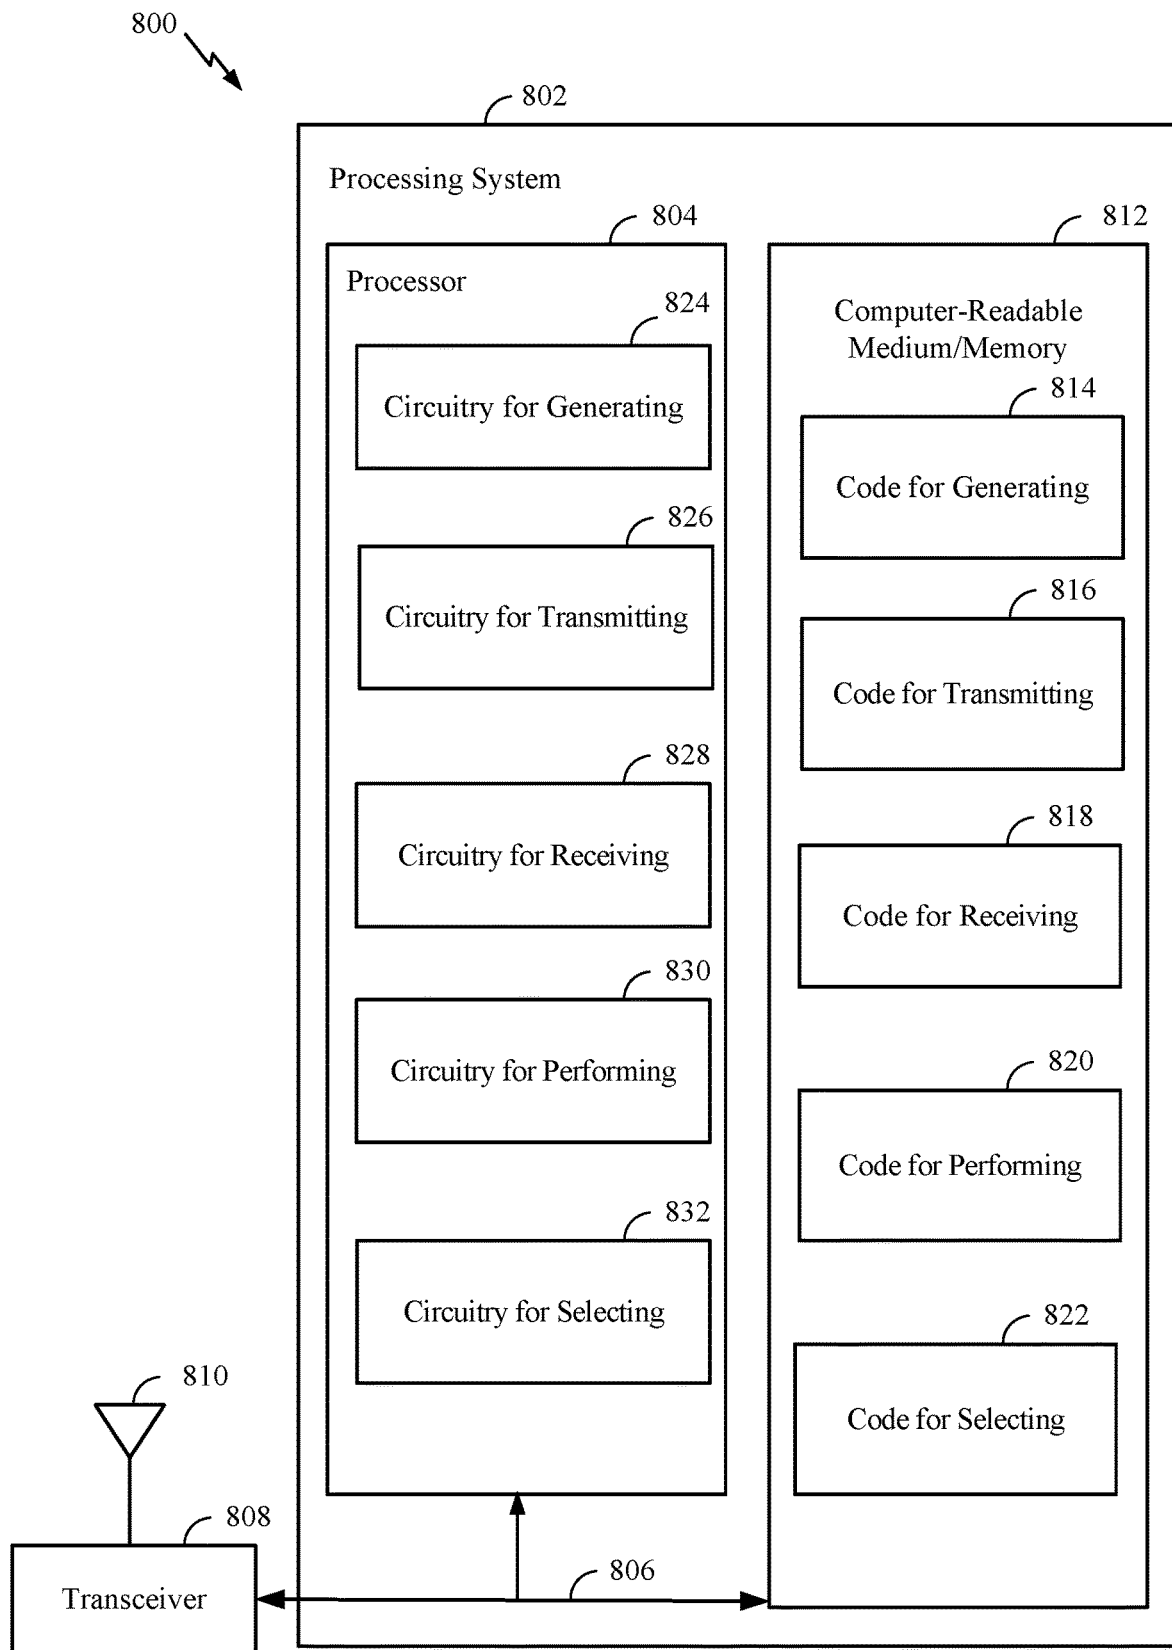 800
802
Processing System
804
Processor
824
Circuitry for Generating
826
Circuitry for Transmitting
828
Circuitry for Receiving
830
Circuitry for Performing
832
Circuitry for Selecting
812
Computer-Readable
Medium/Memory
814
Code for Generating
816
Code for Transmitting
818
Code for Receiving
820
Code for Performing
822
Code for Selecting
810
808
Transceiver
806